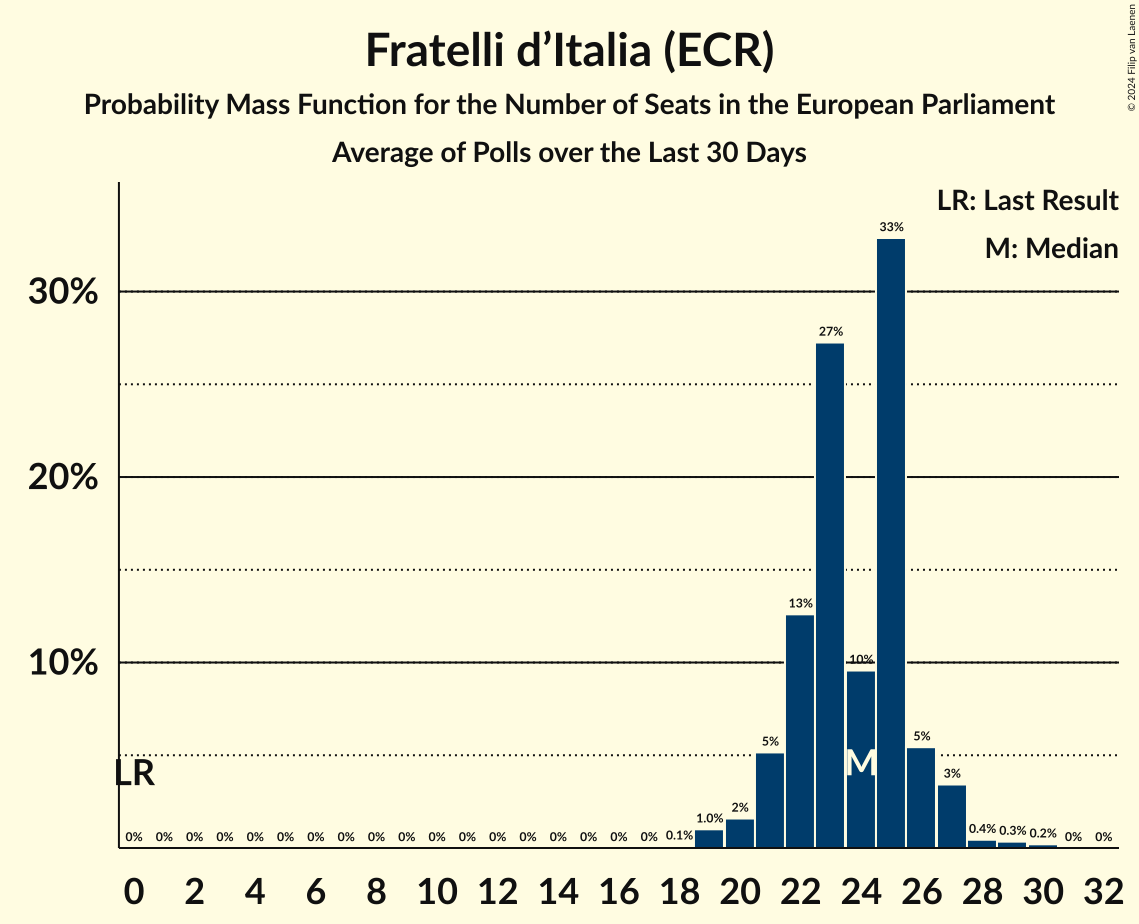 Fratelli d’Italia (ECR)
Probability Mass Function for the Number of Seats in the European Parliament
Average of Polls over the Last 30 Days
© 2024 Filip van Laenen
LR: Last Result
M: Median
33%
30%
27%
20%
13%
10%
10%
5%
5%
3%
LR
M
0% 0% 0% 0% 0% 0% 0% 0% 0% 0% 0% 0% 0% 0% 0% 0% 0% 0% 0.1% 1.0% 2% 0.4% 0.3% 0.2% 0% 0%
0 2 4 6 8 10 12 14 16 18 20 22 24 26 28 30 32